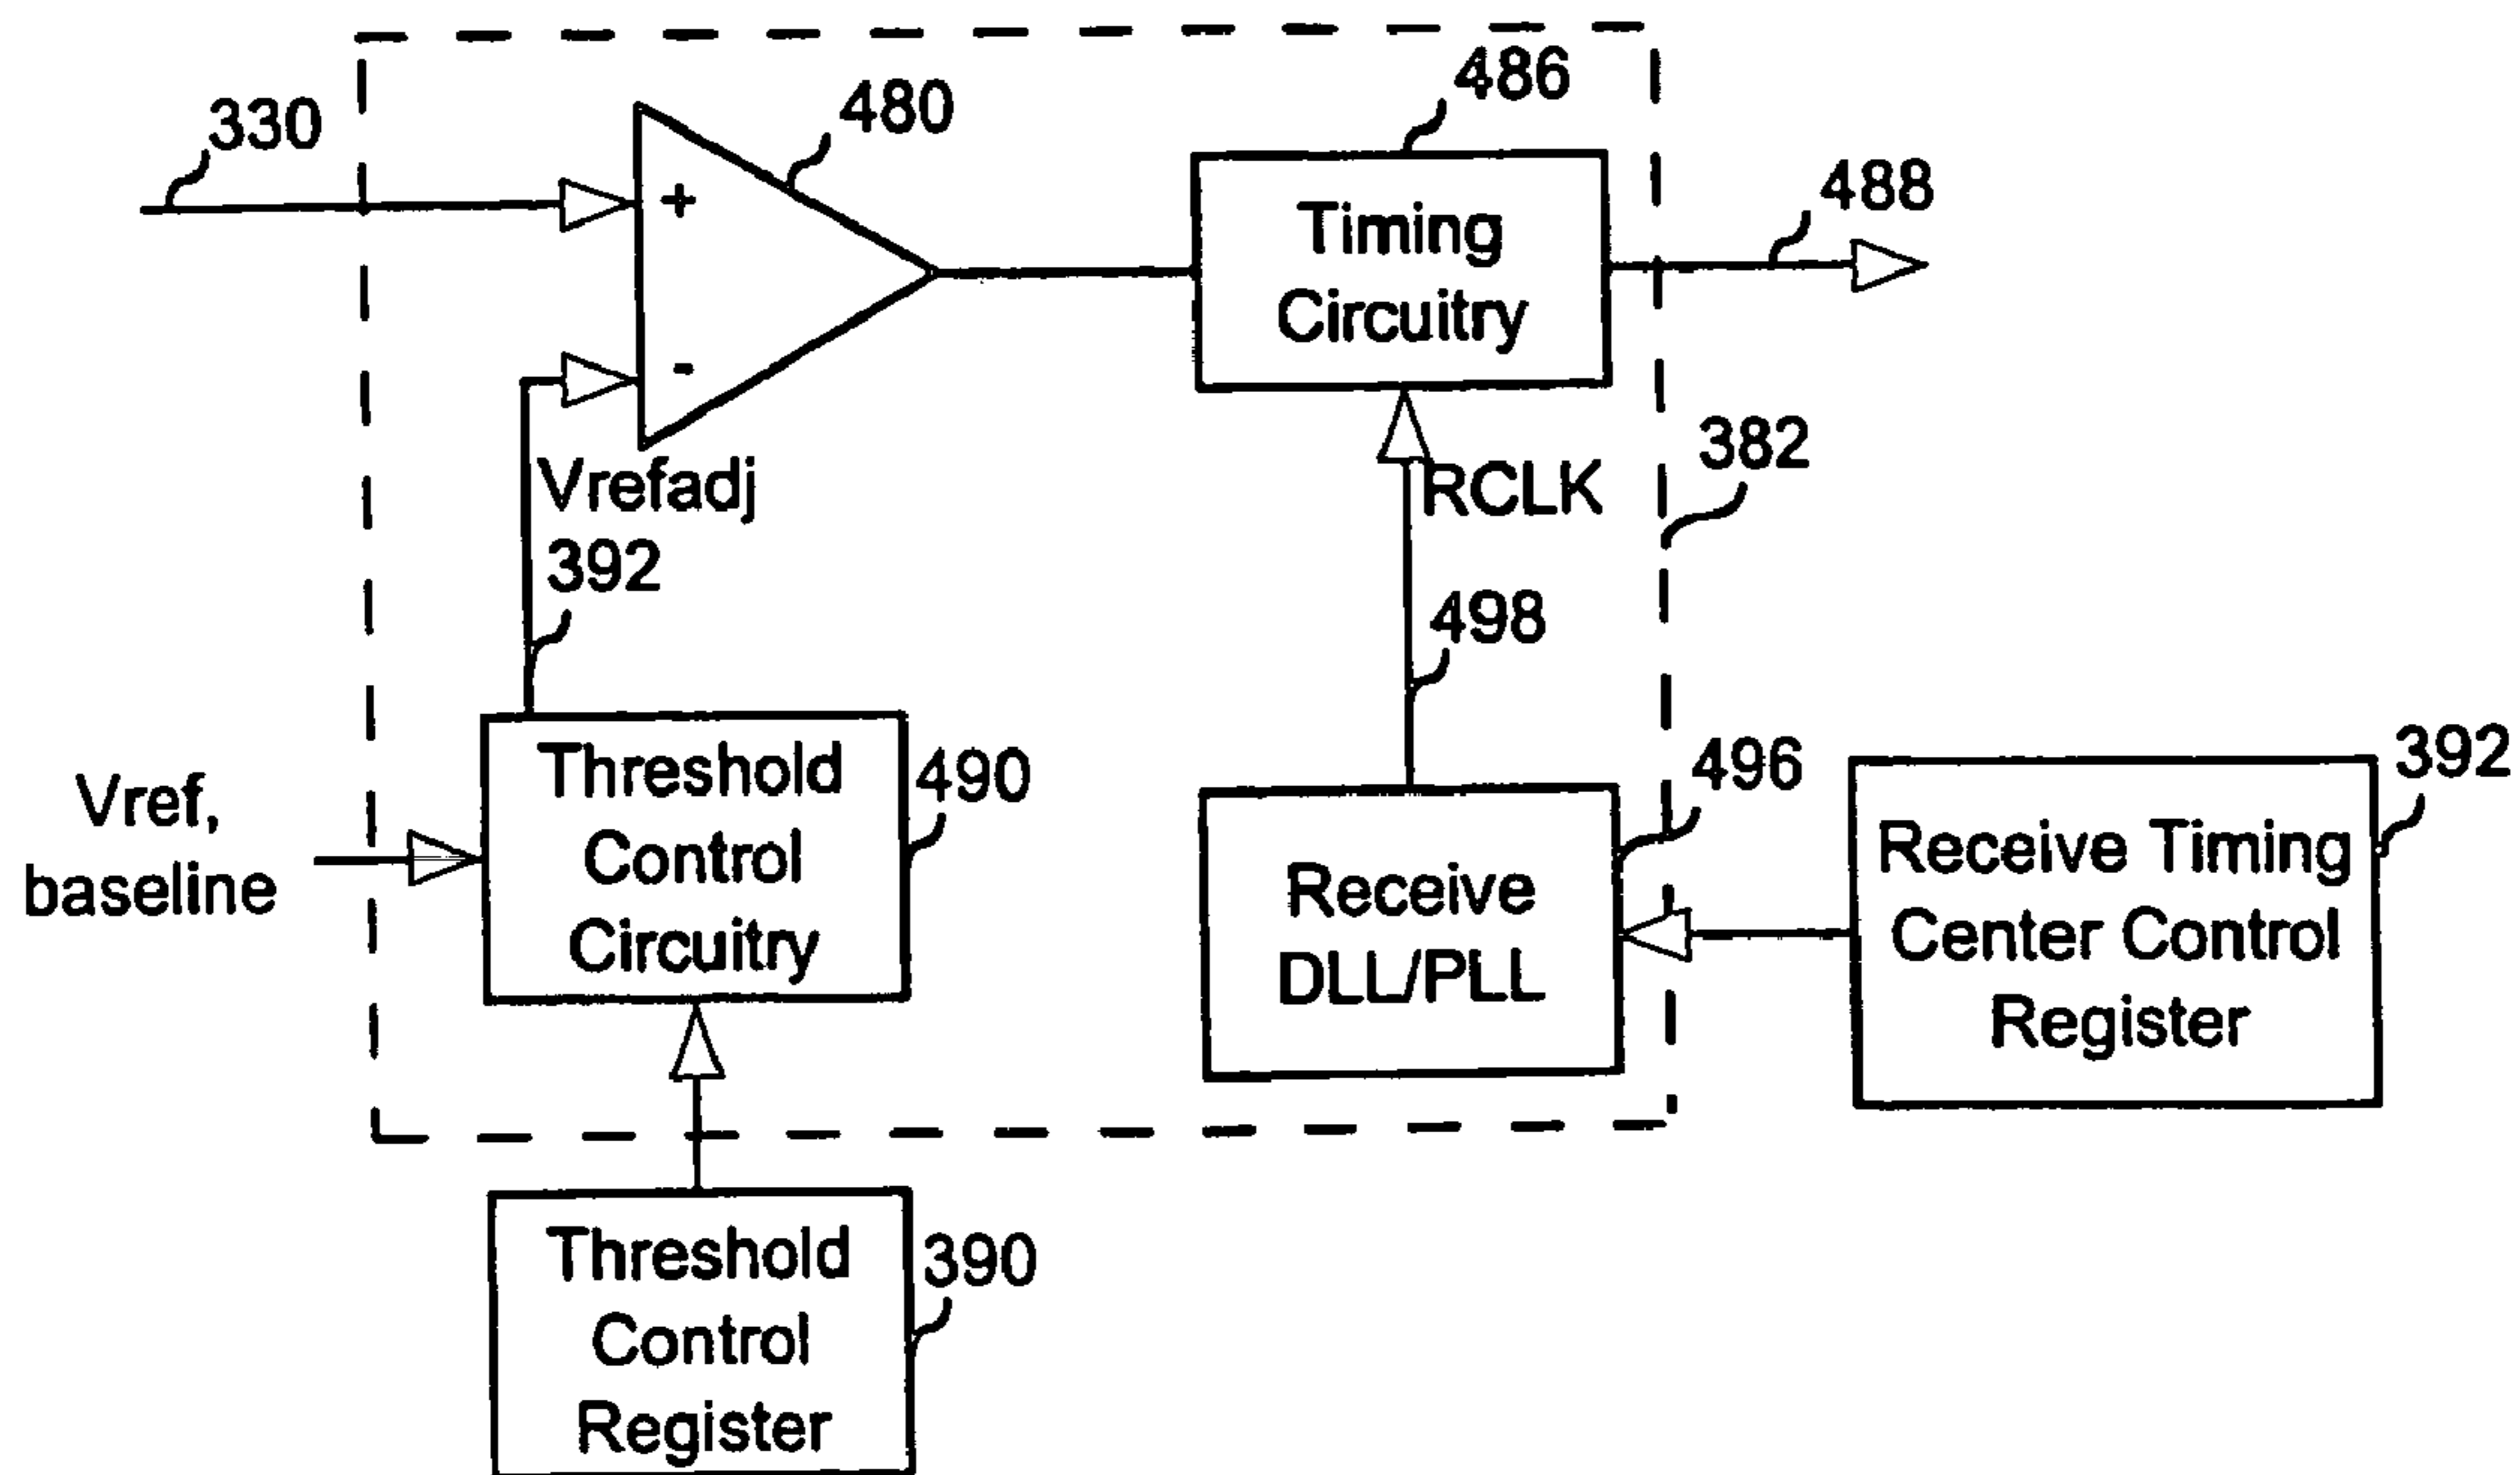 330
480
486
488
+
-
Timing
Circuitry
382
Vrefadj
392
RCLK
498
Vref,
baseline
Threshold
Control
Circuitry
490
Receive
DLL/PLL
496
Receive Timing
Center Control
Register
392
Threshold
Control
Register
390